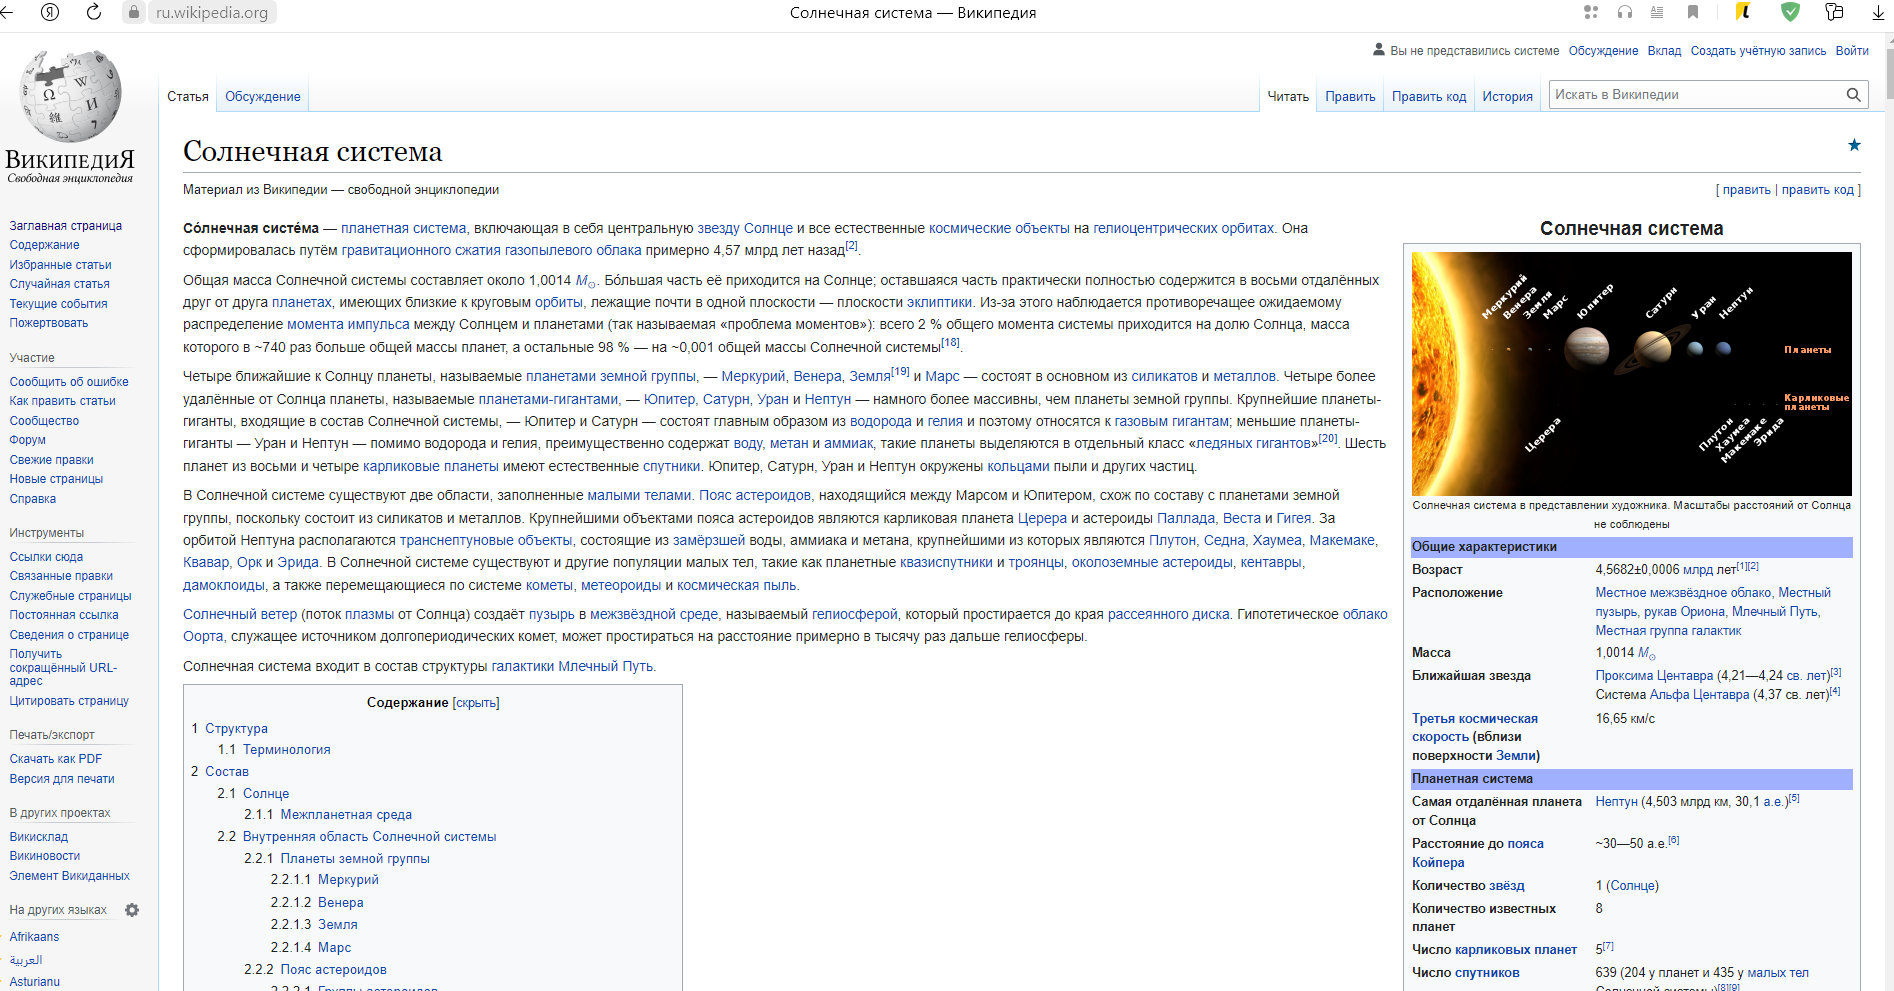 ru.wikipedia.org
Солнечная система — Википедия
Вы не представились системе Обсуждение Вклад Создать учётную запись Войти
Статья Обсуждение
Читать Править Править код История Искать в Википедии
ВикипедиЯ
Свободная энциклопедия
Заглавная страница
Содержание
Избранные статьи
Случайная статья
Текущие события
Пожертвовать
Участие
Сообщить об ошибке
Как править статьи
Сообщество
Форум
Свежие правки
Новые страницы
Справка
Инструменты
Ссылки сюда
Связанные правки
Служебные страницы
Постоянная ссылка
Сведения о странице
Получить
сокращённый URL-
адрес
Цитировать страницу
Печать/экспорт
Скачать как PDF
Версия для печати
В других проектах
Викисклад
Викиновости
Элемент Викиданных
На других языках
Afrikaans
العربية
Asturianu
Солнечная система
Материал из Википедии — свободной энциклопедии
[ править | править код ]
Со́лнечная систе́ма — планетная система, включающая в себя центральную звезду Солнце и все естественные космические объекты на гелиоцентрических орбитах. Она
сформировалась путём гравитационного сжатия газопылевого облака примерно 4,57 млрд лет назад[2].
Общая масса Солнечной системы составляет около 1,0014 M☉. Бо́льшая часть её приходится на Солнце; оставшаяся часть практически полностью содержится в восьми отдалённых
друг от друга планетах, имеющих близкие к круговым орбиты, лежащие почти в одной плоскости — плоскости эклиптики. Из-за этого наблюдается противоречащее ожидаемому
распределение момента импульса между Солнцем и планетами (так называемая «проблема моментов»): всего 2 % общего момента системы приходится на долю Солнца, масса
которого в ~740 раз больше общей массы планет, а остальные 98 % — на ~0,001 общей массы Солнечной системы[18].
Четыре ближайшие к Солнцу планеты, называемые планетами земной группы, — Меркурий, Венера, Земля[19] и Марс — состоят в основном из силикатов и металлов. Четыре более
удалённые от Солнца планеты, называемые планетами-гигантами, — Юпитер, Сатурн, Уран и Нептун — намного более массивны, чем планеты земной группы. Крупнейшие планеты-
гиганты, входящие в состав Солнечной системы, — Юпитер и Сатурн — состоят главным образом из водорода и гелия и поэтому относятся к газовым гигантам; меньшие планеты-
гиганты — Уран и Нептун — помимо водорода и гелия, преимущественно содержат воду, метан и аммиак, такие планеты выделяются в отдельный класс «ледяных гигантов»[20]. Шесть
планет из восьми и четыре карликовые планеты имеют естественные спутники. Юпитер, Сатурн, Уран и Нептун окружены кольцами пыли и других частиц.
В Солнечной системе существуют две области, заполненные малыми телами. Пояс астероидов, находящийся между Марсом и Юпитером, схож по составу с планетами земной
группы, поскольку состоит из силикатов и металлов. Крупнейшими объектами пояса астероидов являются карликовая планета Церера и астероиды Паллада, Веста и Гигея. За
орбитой Нептуна располагаются транснептуновые объекты, состоящие из замёрзшей воды, аммиака и метана, крупнейшими из которых являются Плутон, Седна, Хаумеа, Макемаке,
Квавар, Орк и Эрида. В Солнечной системе существуют и другие популяции малых тел, такие как планетные квазиспутники и троянцы, околоземные астероиды, кентавры,
дамоклоиды, а также перемещающиеся по системе кометы, метеороиды и космическая пыль.
Солнечный ветер (поток плазмы от Солнца) создаёт пузырь в межзвёздной среде, называемый гелиосферой, который простирается до края рассеянного диска. Гипотетическое облако
Оорта, служащее источником долгопериодических комет, может простираться на расстояние примерно в тысячу раз дальше гелиосферы.
Солнечная система входит в состав структуры галактики Млечный Путь.
Содержание [скрыть]
1 Структура
1.1 Терминология
2 Состав
2.1 Солнце
2.1.1 Межпланетная среда
2.2 Внутренняя область Солнечной системы
2.2.1 Планеты земной группы
2.2.1.1 Меркурий
2.2.1.2 Венера
2.2.1.3 Земля
2.2.1.4 Марс
2.2.2 Пояс астероидов
2.2.2.1 Группы астероидов
Солнечная система
Меркурий
Венера
Земля
Марс
Юпитер
Сатурн
Уран
Нептун
Планеты
Карликовые
планеты
Церера
Плутон
Хаумеа
Макемаке
Эрида
Солнечная система в представлении художника. Масштабы расстояний от Солнца
не соблюдены
Общие характеристики
Возраст 4,5682±0,0006 млрд лет[1][2]
Расположение Местное межзвёздное облако, Местный
пузырь, рукав Ориона, Млечный Путь,
Местная группа галактик
Масса 1,0014 M☉
Ближайшая звезда Проксима Центавра (4,21—4,24 св. лет)[3]
Система Альфа Центавра (4,37 св. лет)[4]
Третья космическая 16,65 км/с
скорость (вблизи
поверхности Земли)
Планетная система
Самая отдалённая планета Нептун (4,503 млрд км, 30,1 а.е.)[5]
от Солнца
Расстояние до пояса ~30—50 а.е.[6]
Койпера
Количество звёзд 1 (Солнце)
Количество известных 8
планет
Число карликовых планет 5[7]
Число спутников 639 (204 у планет и 435 у малых тел
Солнечной системы)[8][9]